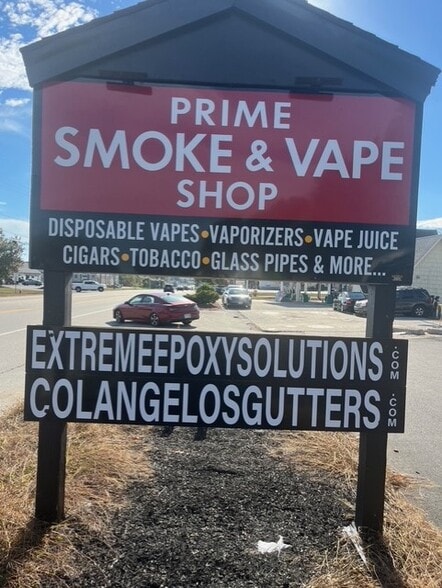 PRIME
SMOKE & VAPE
SHOP
DISPOSABLE VAPES•VAPORIZERS•VAPE JUICE
CIGARS•TOBACCO•GLASS PIPES & MORE...
EXTREMEEPOXYSOLUTIONS.COM
COLANGELOSGUTTERS.COM